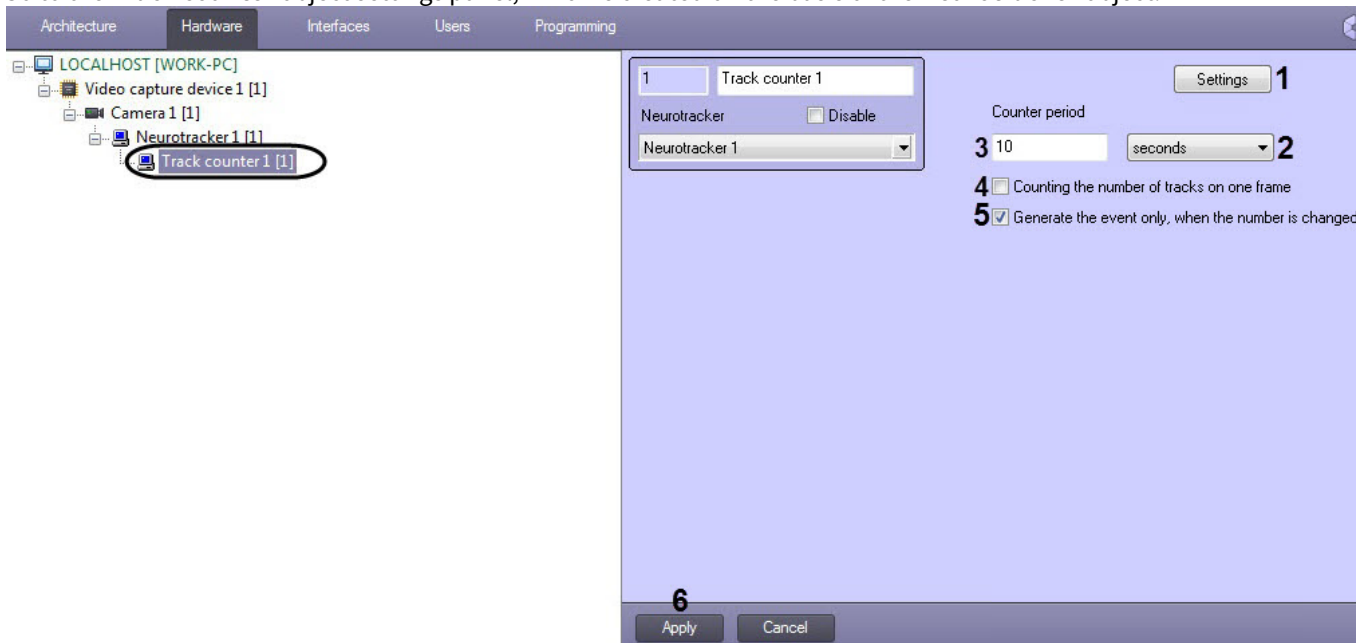 Architecture Hardware Interfaces Users Programming
LOCALHOST [WORK-PC]
Video capture device 1 [1]
Camera 1 [1]
Neurotracker 1 [1]
Track counter 1 [1]
1 Track counter 1
Neurotracker Disable
Neurotracker 1
Settings 1
Counter period
3 10 seconds 2
4 Counting the number of tracks on one frame
5 Generate the event only, when the number is changed
6
Apply Cancel